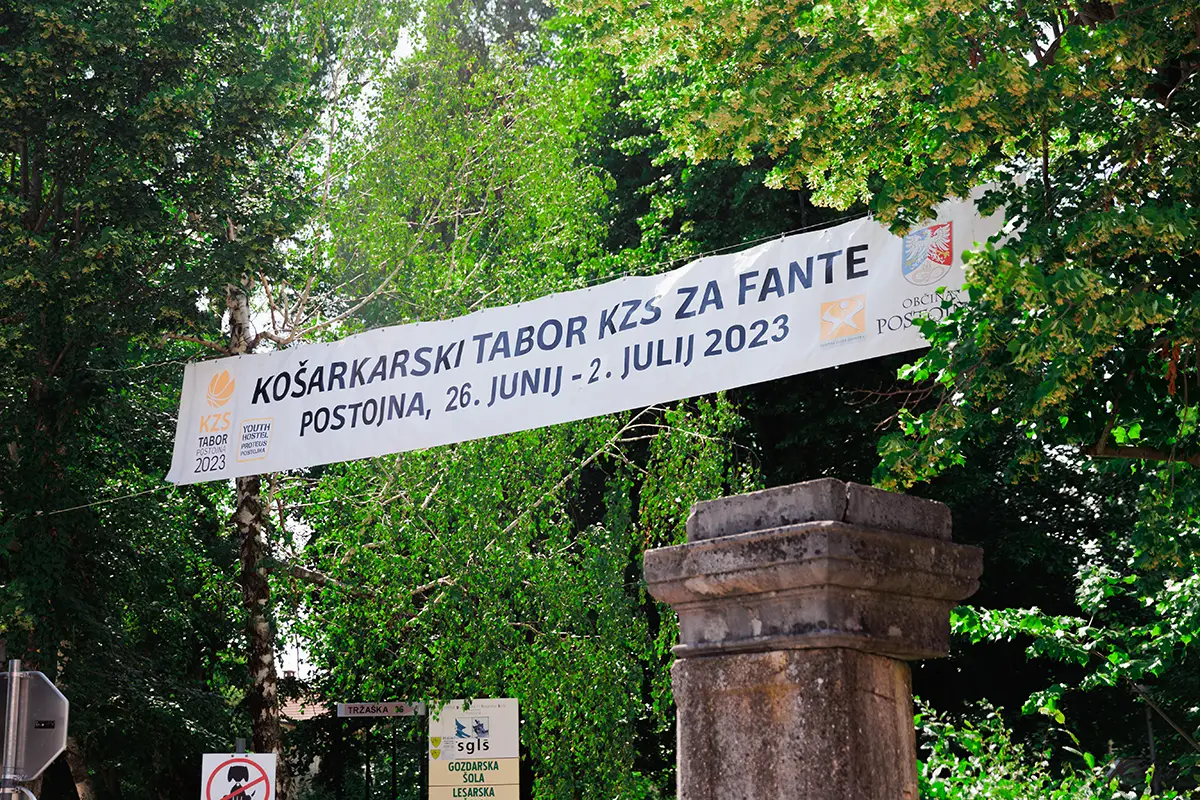 KOŠARKARSKI TABOR KZS ZA FANTE
POSTOJNA, 26. JUNIJ - 2. JULIJ 2023
KZS
TABOR
POSTOJNA
2023
YOUTH
HOSTEL
PROTEUS
POSTOJNA
OBČINA
POSTOJNA
TRŽAŠKA 36
sglš
GOZDARSKA
ŠOLA
LESARSKA